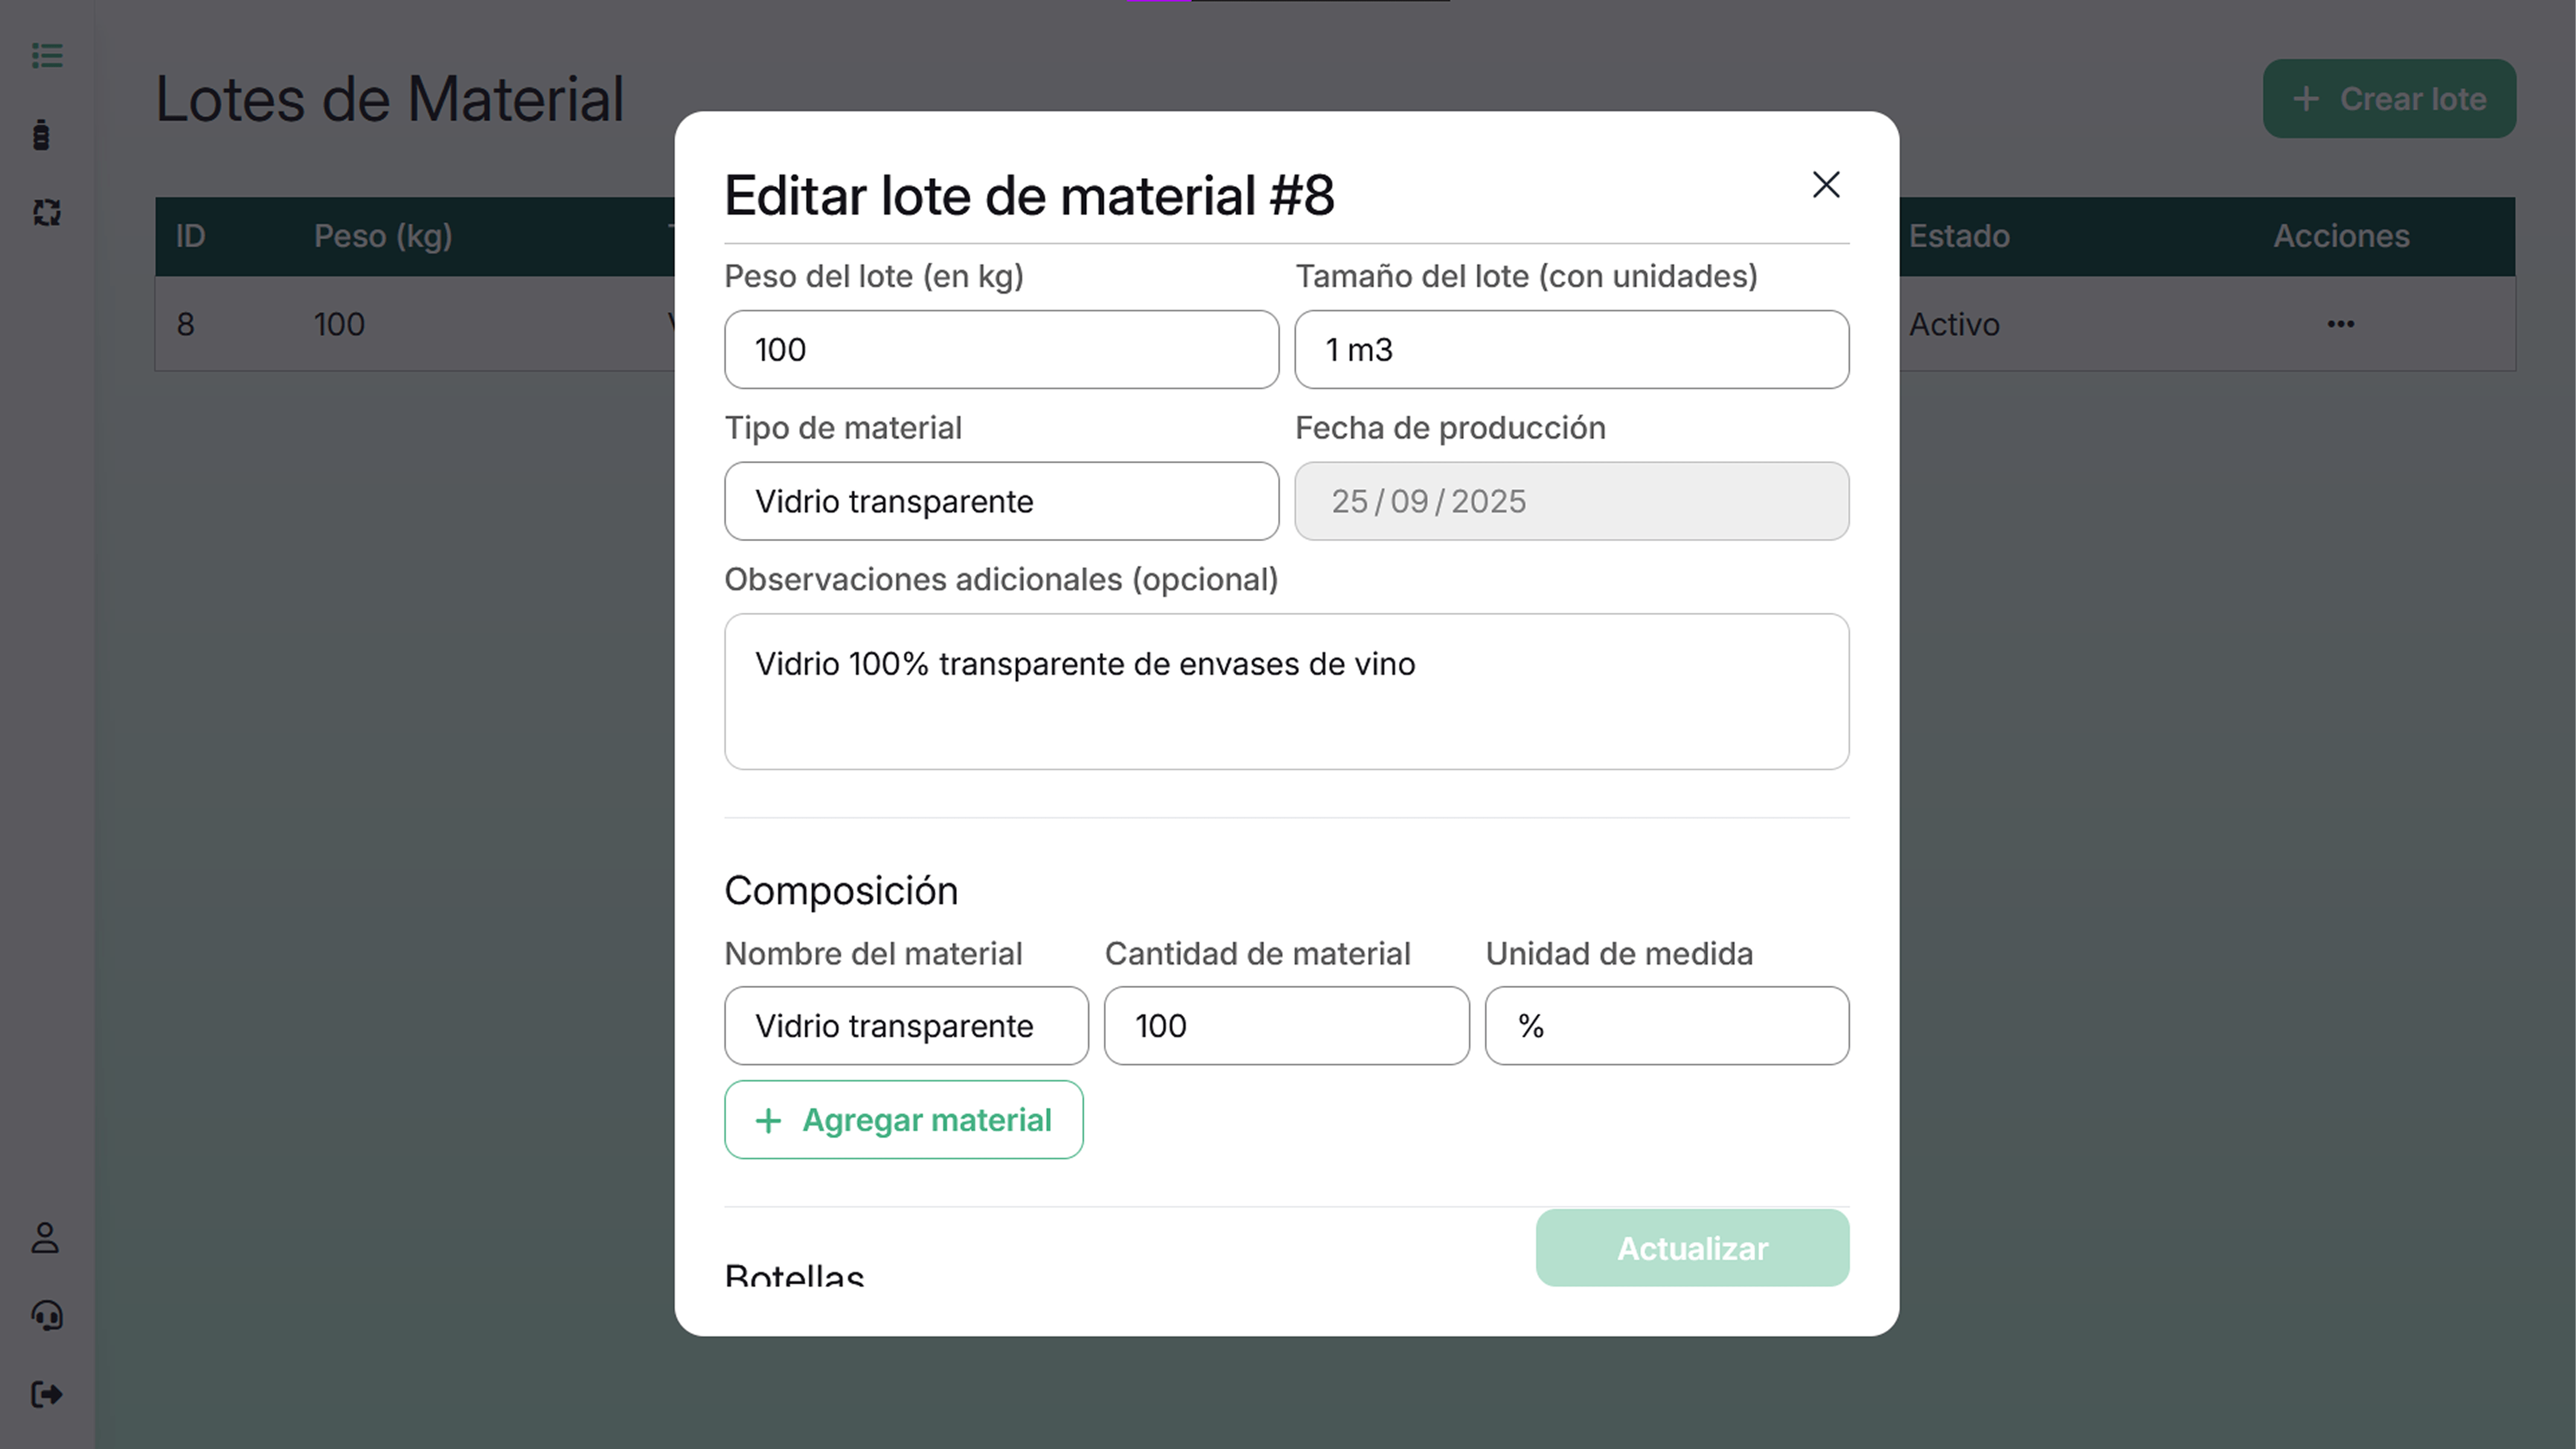 Lotes de Material
+ Crear lote
ID Peso (kg) Estado Acciones
8 100 Activo •••
Editar lote de material #8
Peso del lote (en kg) Tamaño del lote (con unidades)
100 1 m3
Tipo de material Fecha de producción
Vidrio transparente 25/09/2025
Observaciones adicionales (opcional)
Vidrio 100% transparente de envases de vino
Composición
Nombre del material Cantidad de material Unidad de medida
Vidrio transparente 100 %
+ Agregar material
Actualizar
Botellas